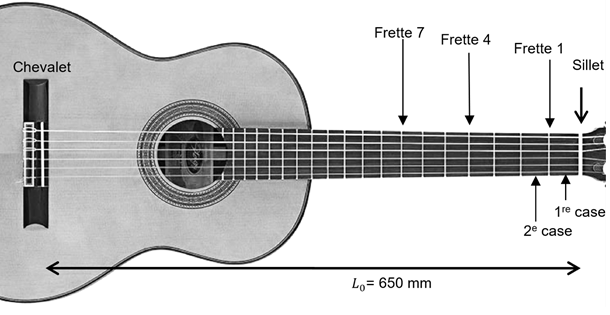 Chevalet
Frette 7
Frette 4
Frette 1
Sillet
1re case
2e case
L0= 650 mm